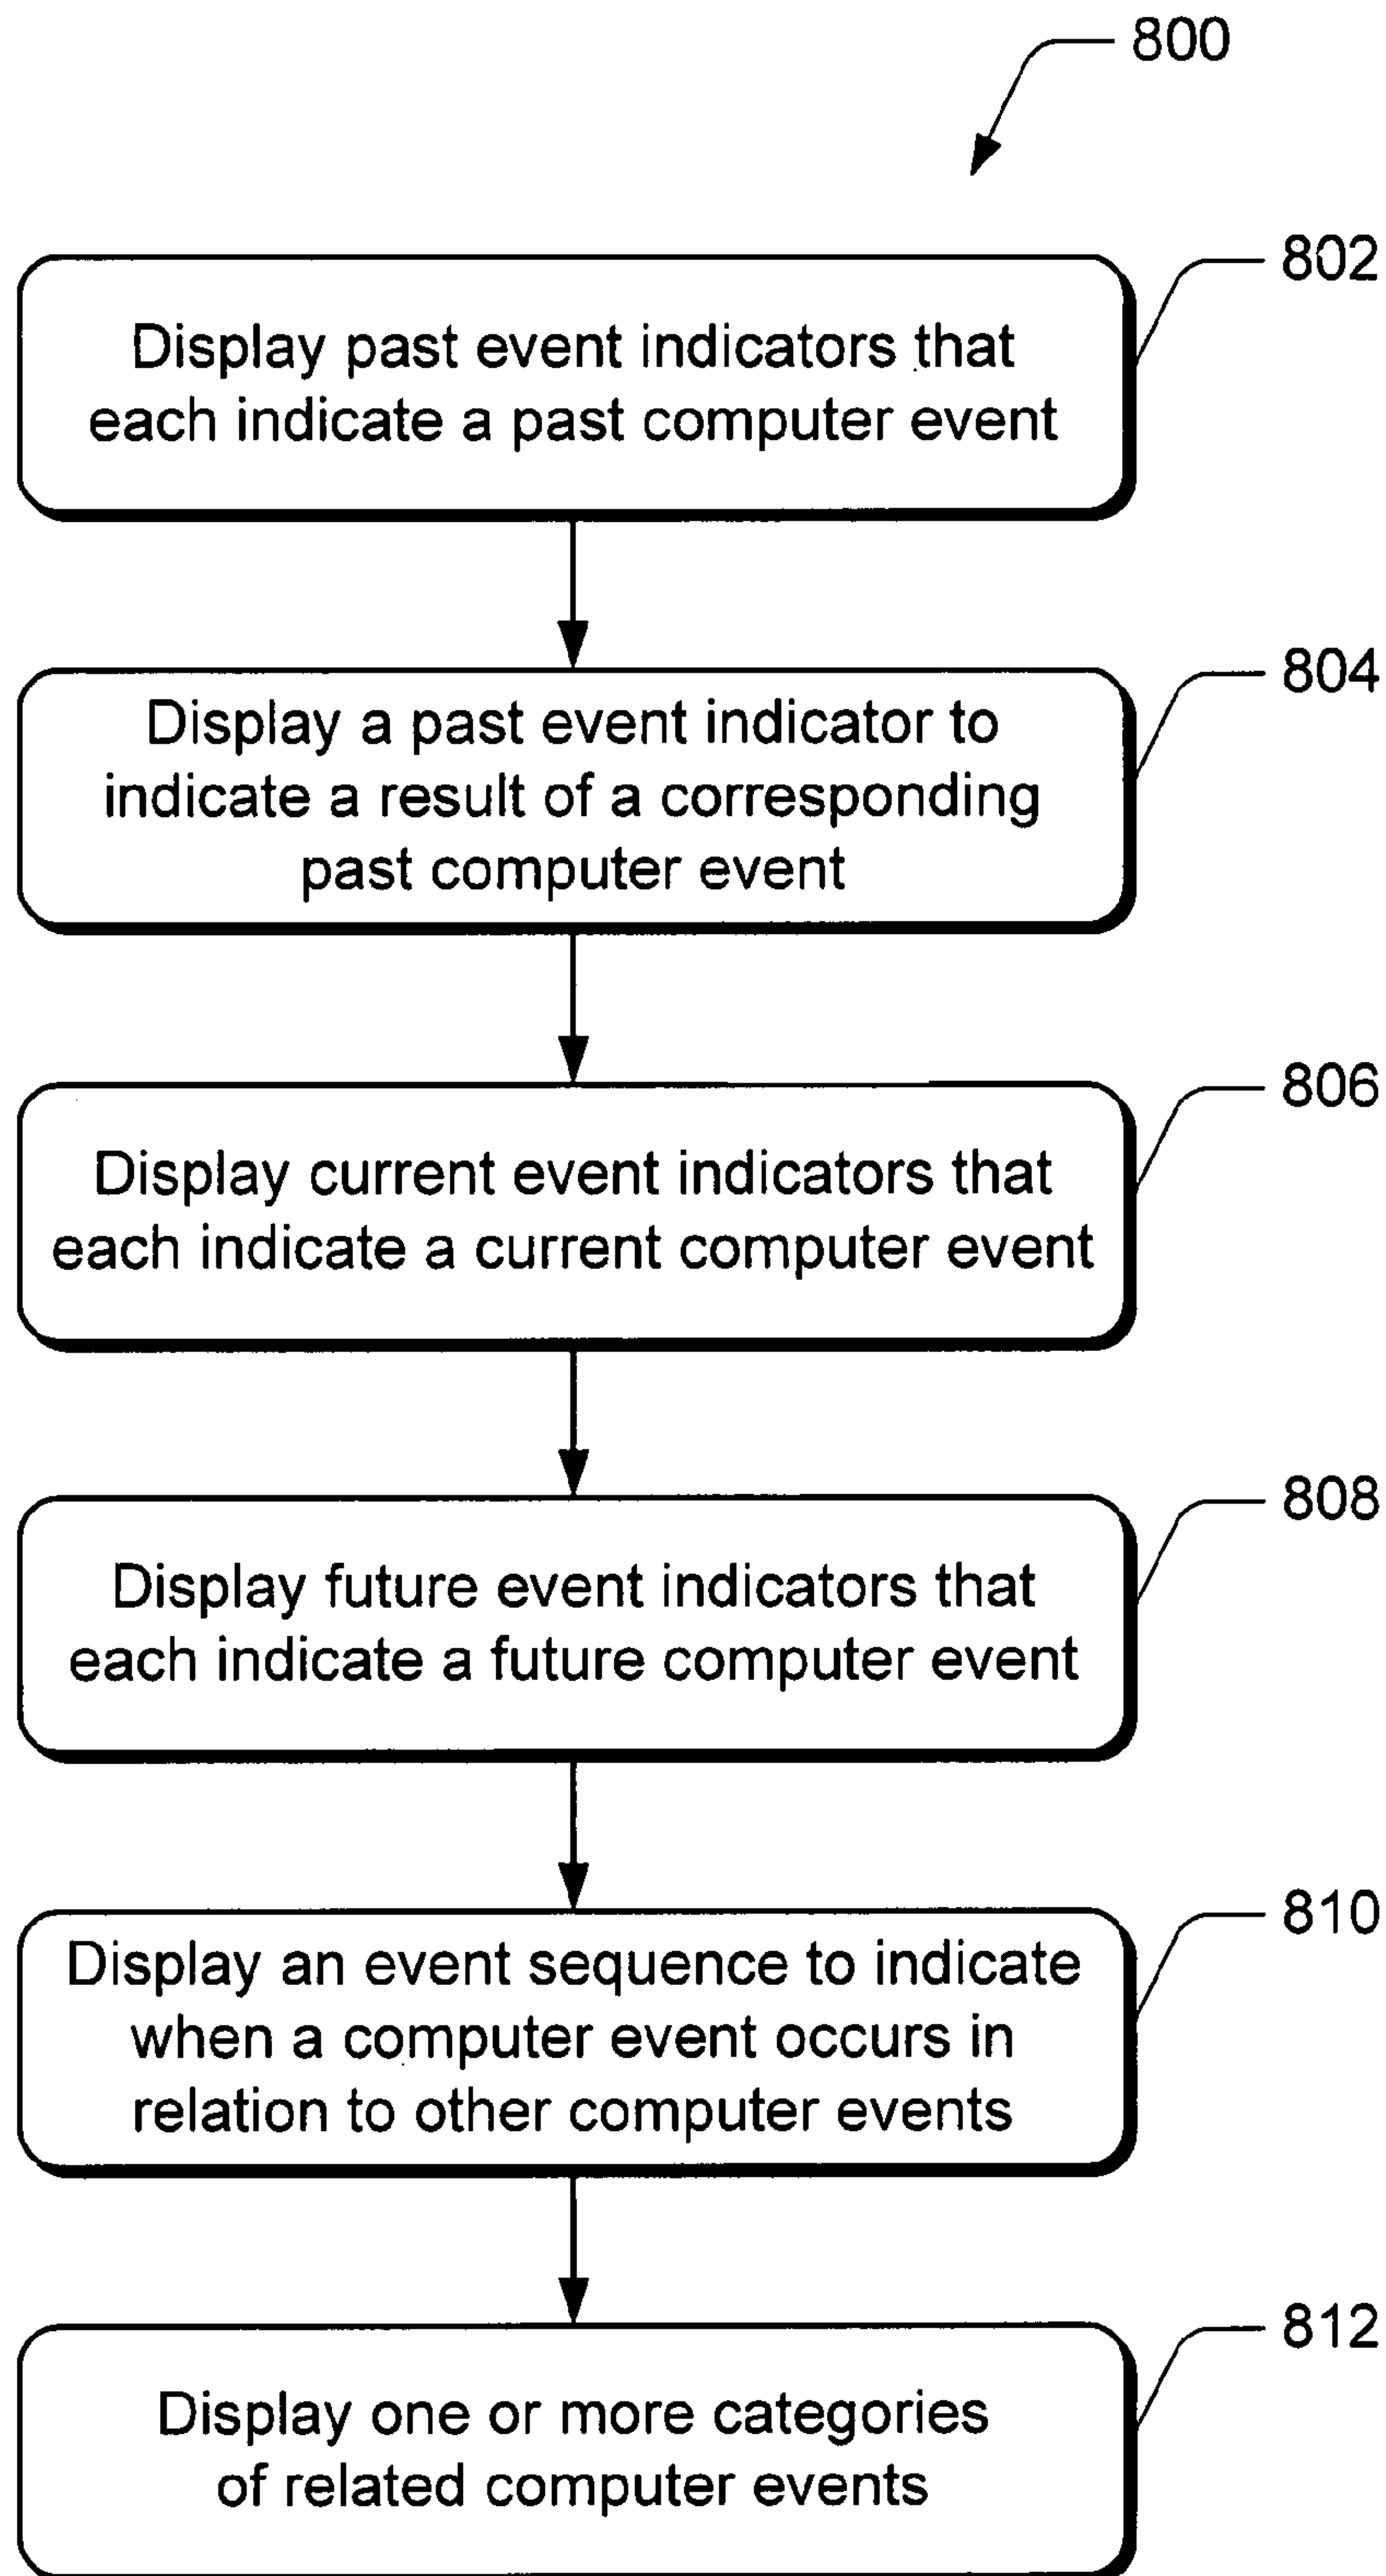 800
802
Display past event indicators that
each indicate a past computer event
804
Display a past event indicator to
indicate a result of a corresponding
past computer event
806
Display current event indicators that
each indicate a current computer event
808
Display future event indicators that
each indicate a future computer event
810
Display an event sequence to indicate
when a computer event occurs in
relation to other computer events
812
Display one or more categories
of related computer events